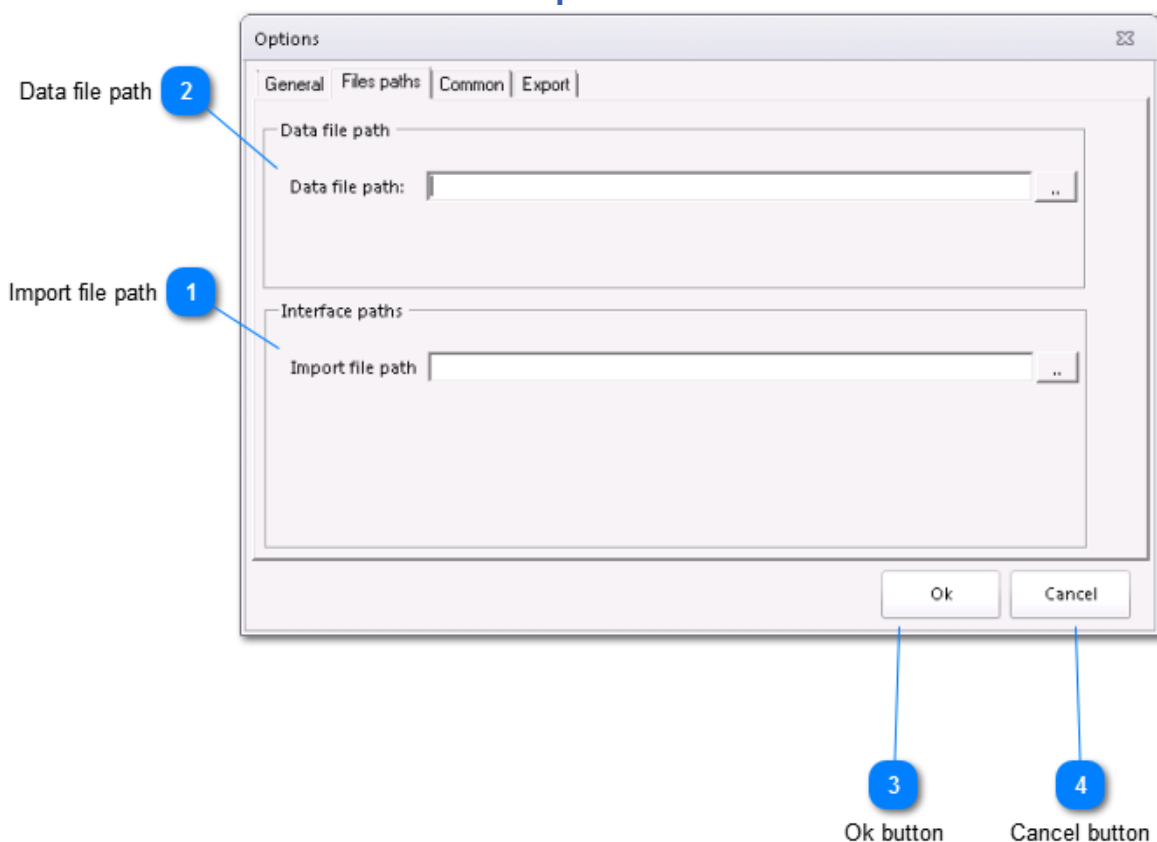 Options
General Files paths Common Export
Data file path 2
Data file path
Data file path: ..
Import file path 1
Interface paths
Import file path ..
Ok Cancel
3 4
Ok button Cancel button